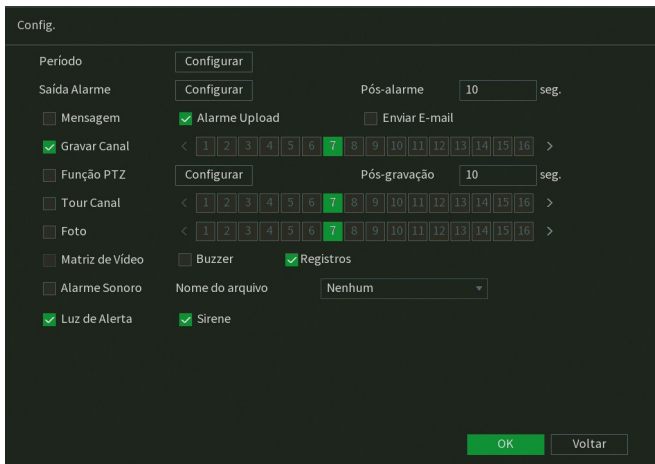 Config.
Período Configurar
Saída Alarme Configurar Pós-alarme 10 seg.
Mensagem Alarme Upload Enviar E-mail
Gravar Canal < 1 2 3 4 5 6 7 8 9 10 11 12 13 14 15 16 >
Função PTZ Configurar Pós-gravação 10 seg.
Tour Canal < 1 2 3 4 5 6 7 8 9 10 11 12 13 14 15 16 >
Foto < 1 2 3 4 5 6 7 8 9 10 11 12 13 14 15 16 >
Matriz de Vídeo Buzzer Registros
Alarme Sonoro Nome do arquivo Nenhum
Luz de Alerta Sirene
OK Voltar